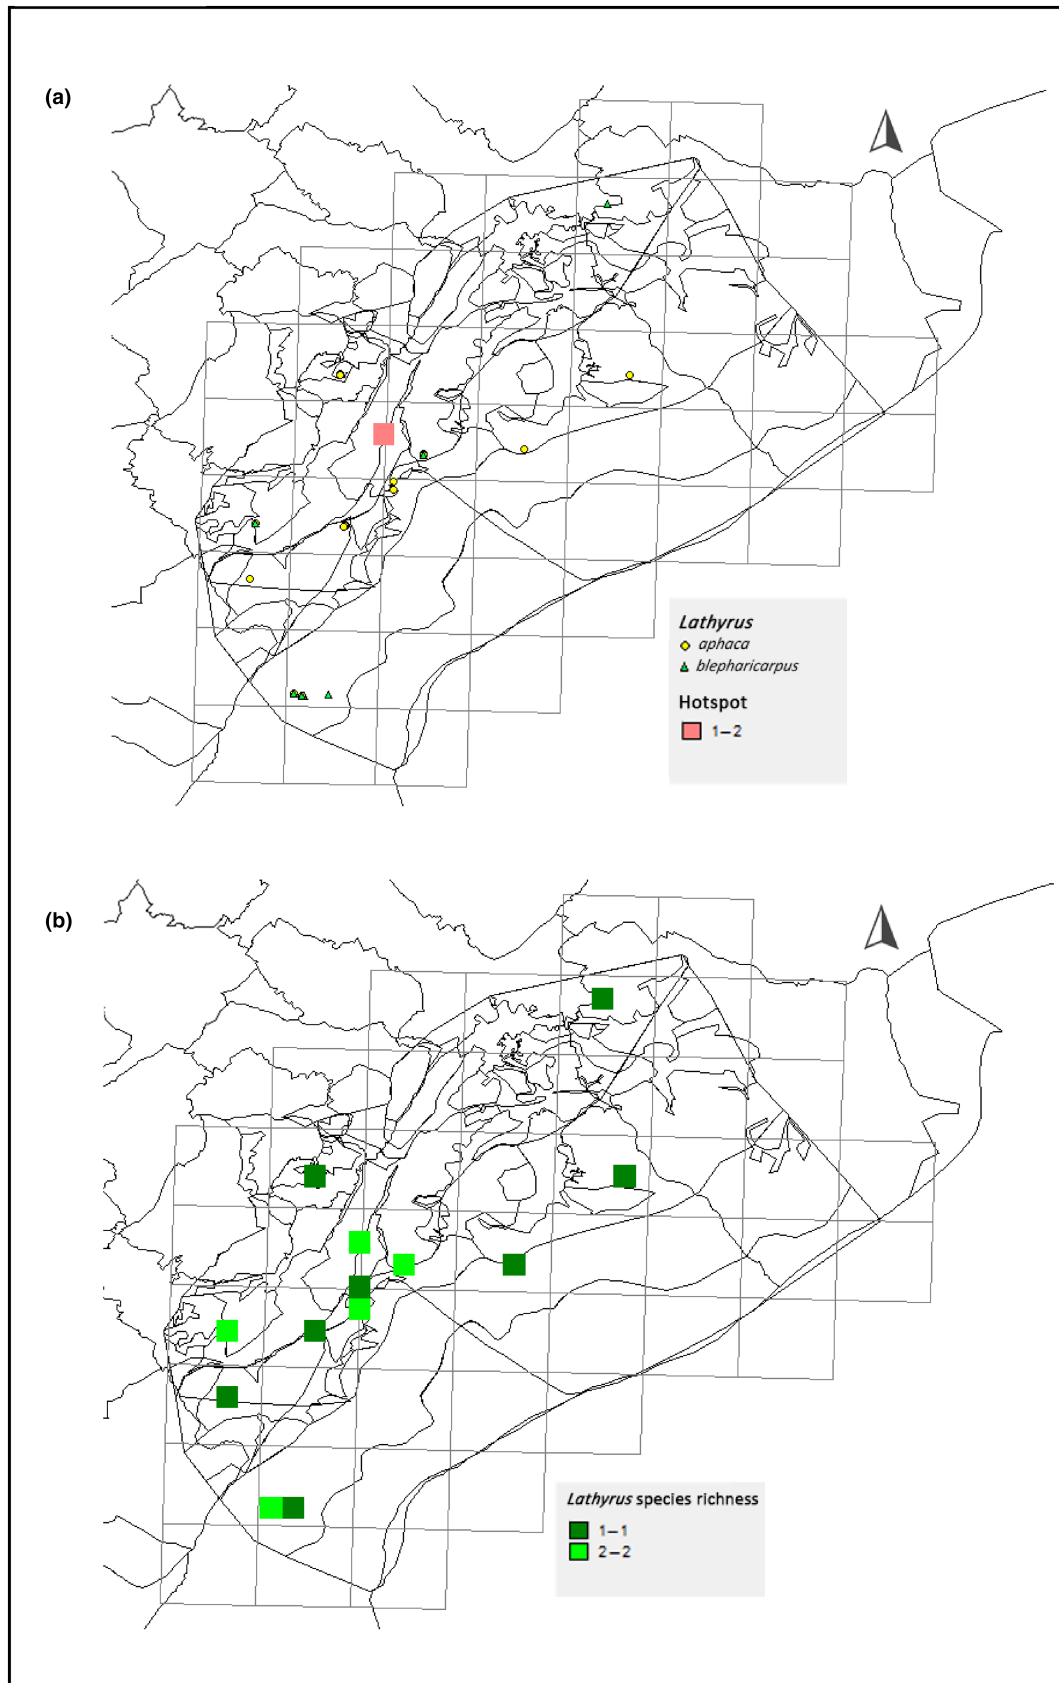 (a)
Lathyrus
aphaca
blepharicarpus
Hotspot
1–2
(b)
Lathyrus species richness
1–1
2–2